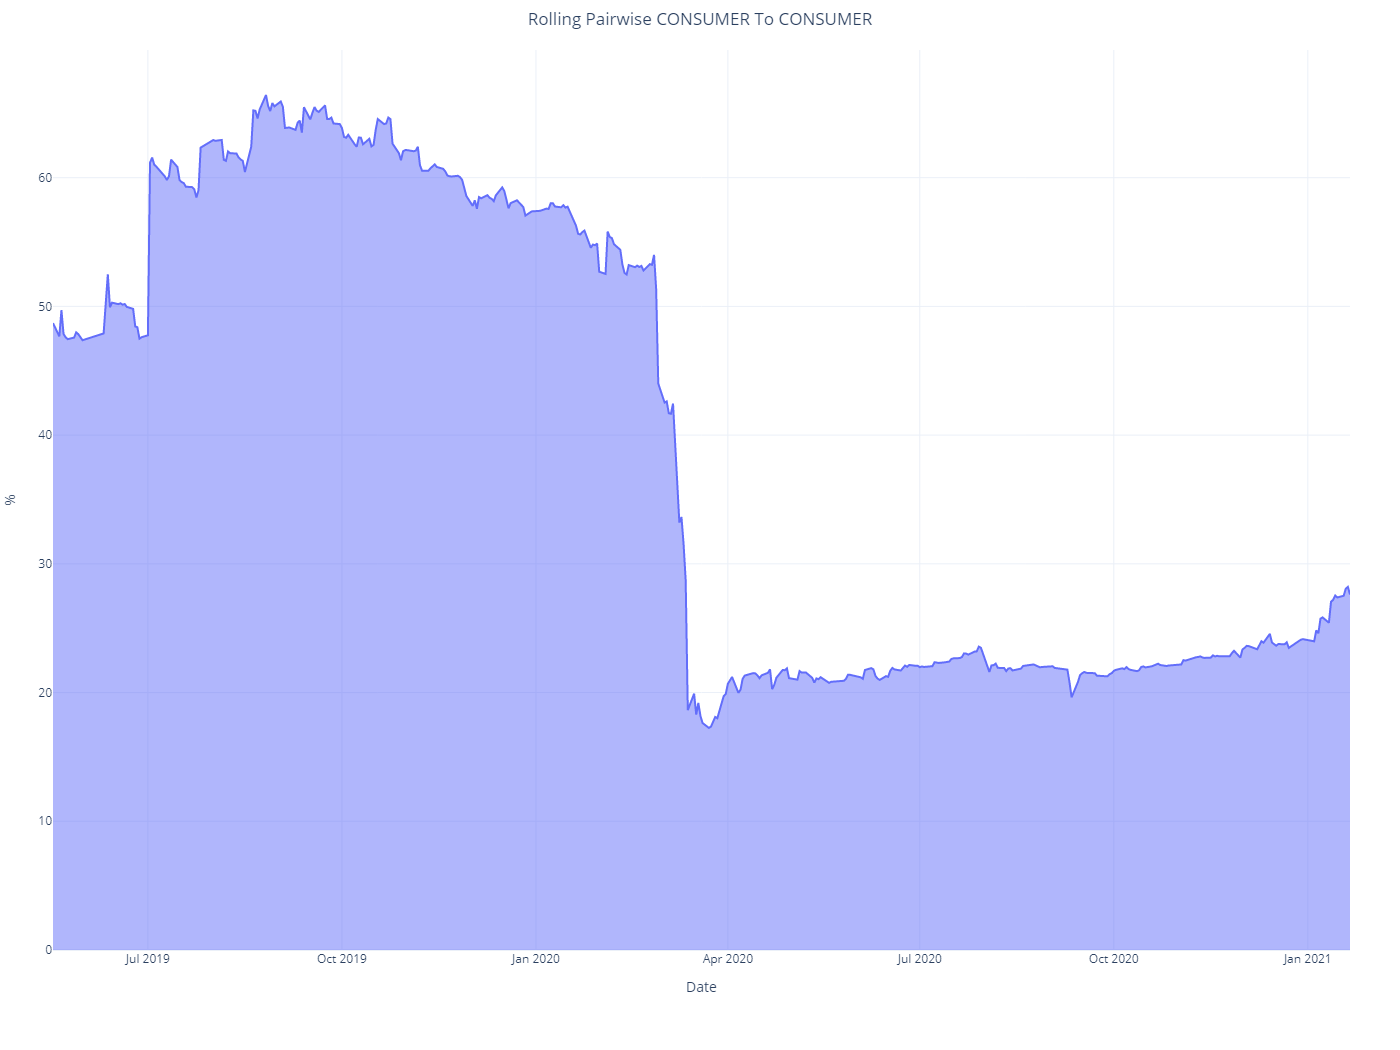 Rolling Pairwise CONSUMER To CONSUMER
60
50
40
30
20
10
0
%
Jul 2019
Oct 2019
Jan 2020
Apr 2020
Jul 2020
Oct 2020
Jan 2021
Date